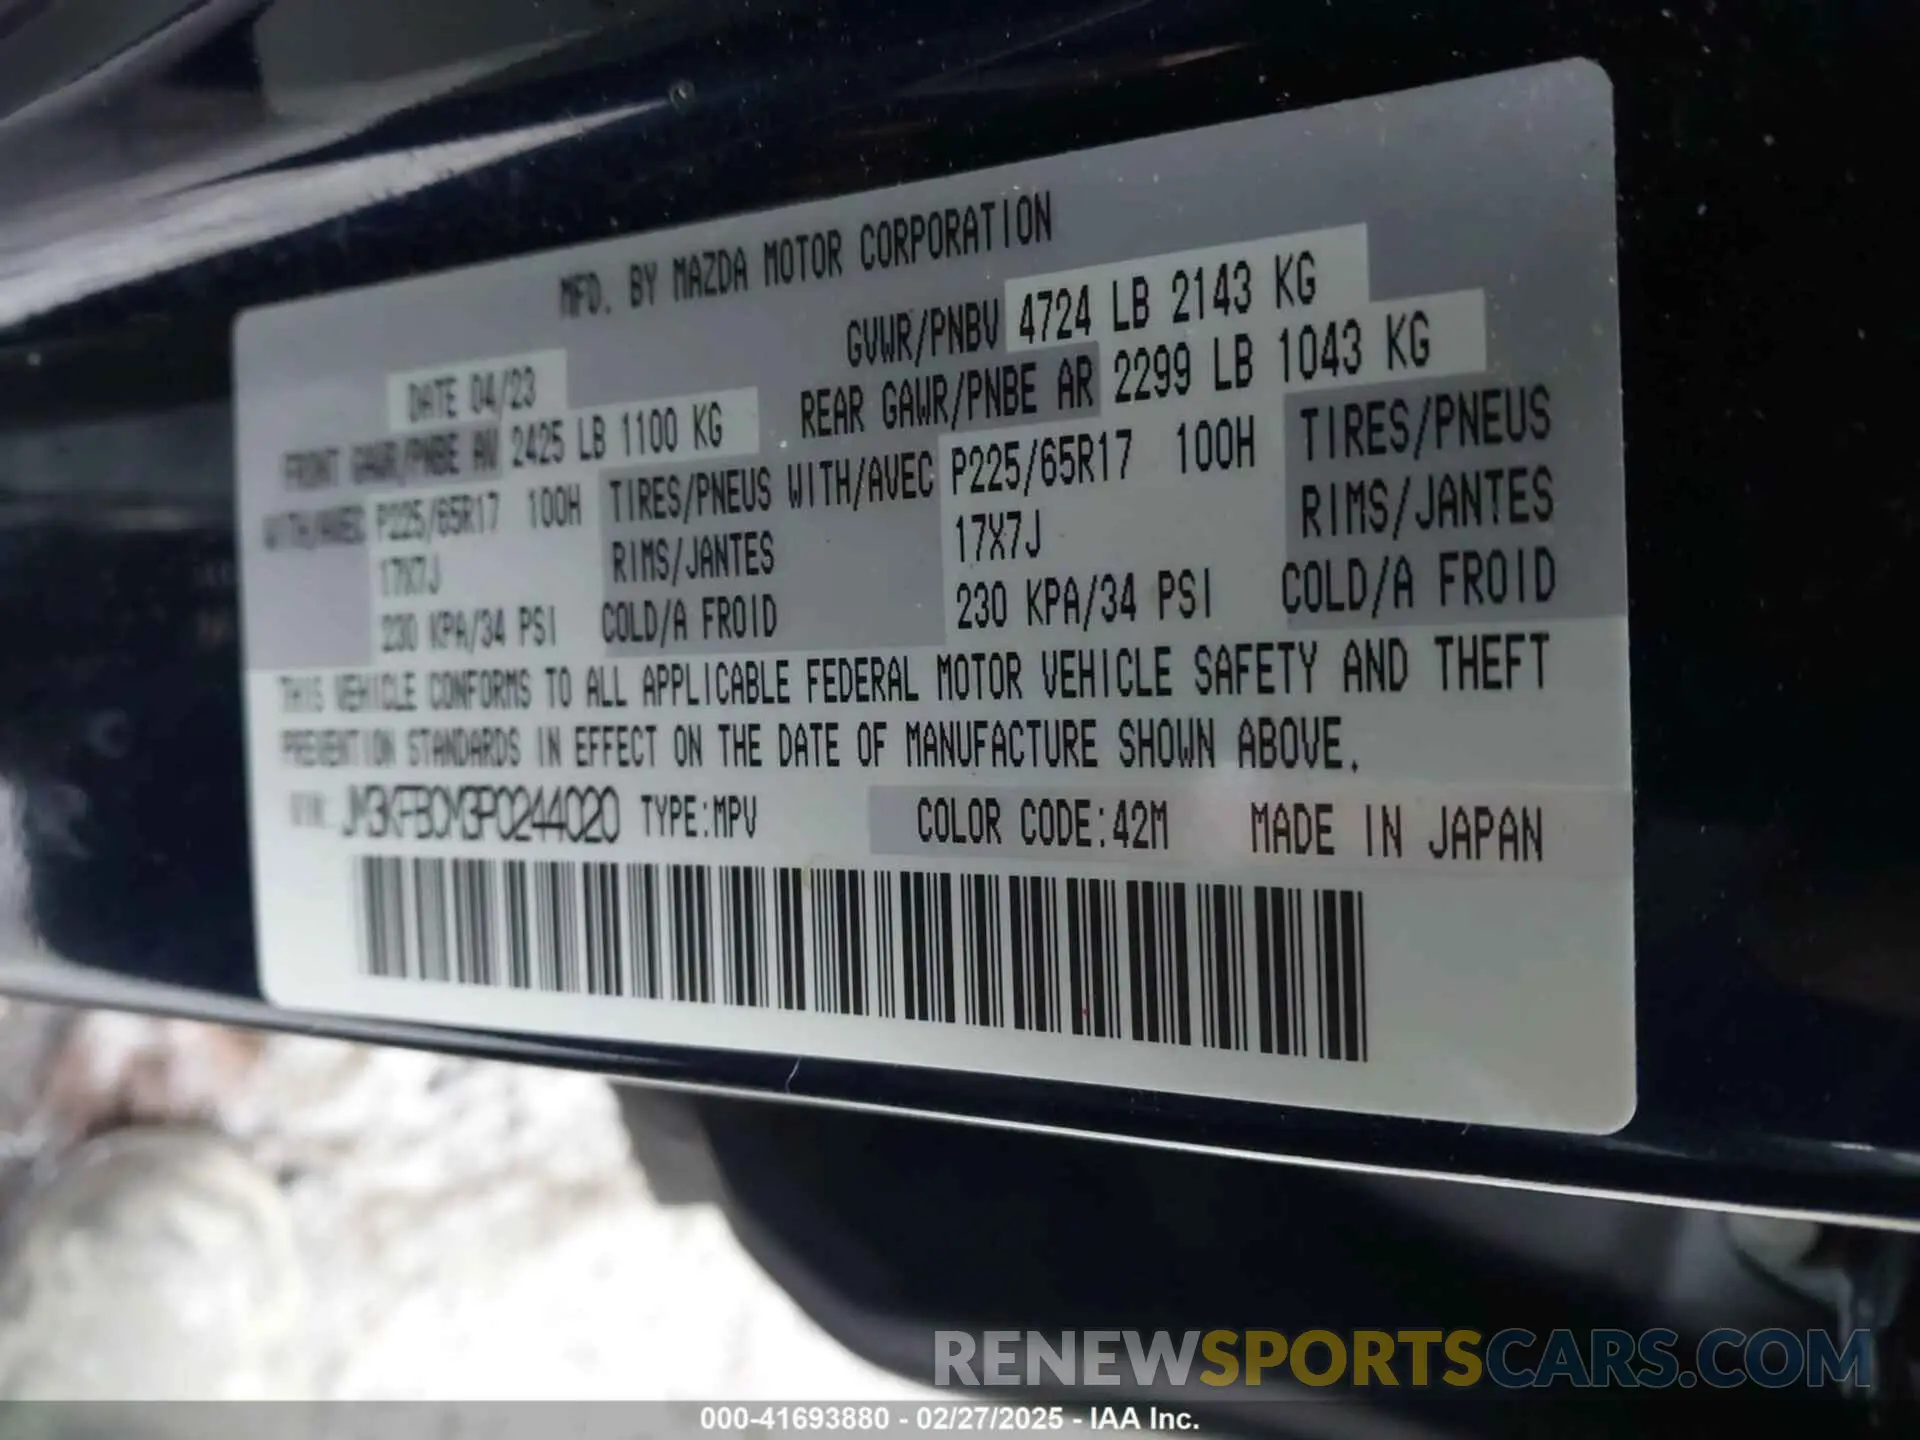 MFD. BY MAZDA MOTOR CORPORATION
DATE 04/23 GVWR/PNBV 4724 LB 2143 KG
FRONT GAWR/PNBE AV 2425 LB 1100 KG REAR GAWR/PNBE AR 2299 LB 1043 KG
WITH/AVEC P225/65R17 100H TIRES/PNEUS WITH/AVEC P225/65R17 100H TIRES/PNEUS
17X7J RIMS/JANTES 17X7J RIMS/JANTES
230 KPA/34 PSI COLD/A FROID 230 KPA/34 PSI COLD/A FROID
THIS VEHICLE CONFORMS TO ALL APPLICABLE FEDERAL MOTOR VEHICLE SAFETY AND THEFT
PREVENTION STANDARDS IN EFFECT ON THE DATE OF MANUFACTURE SHOWN ABOVE.
VIN: JM3KFBCM3P0244020 TYPE:MPV COLOR CODE:42M MADE IN JAPAN
RENEWSPORTSCARS.COM
000-41693880 - 02/27/2025 - IAA Inc.